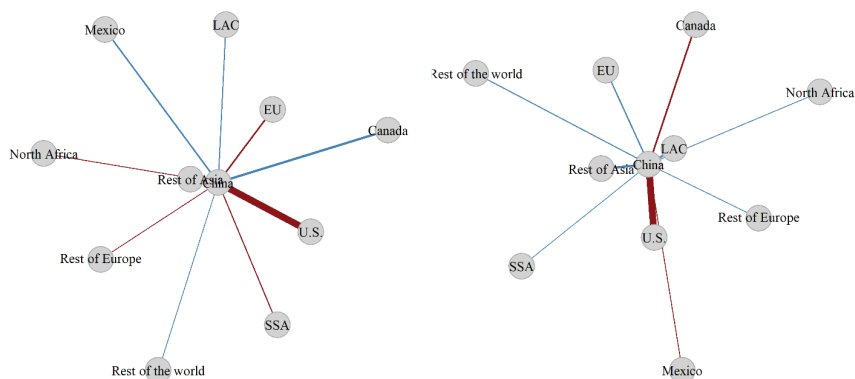 Mexico
LAC
EU
Canada
North Africa
Rest of Asia
China
U.S.
Rest of Europe
SSA
Rest of the world
Canada
EU
Rest of the world
North Africa
LAC
China
Rest of Asia
Rest of Europe
U.S.
SSA
Mexico